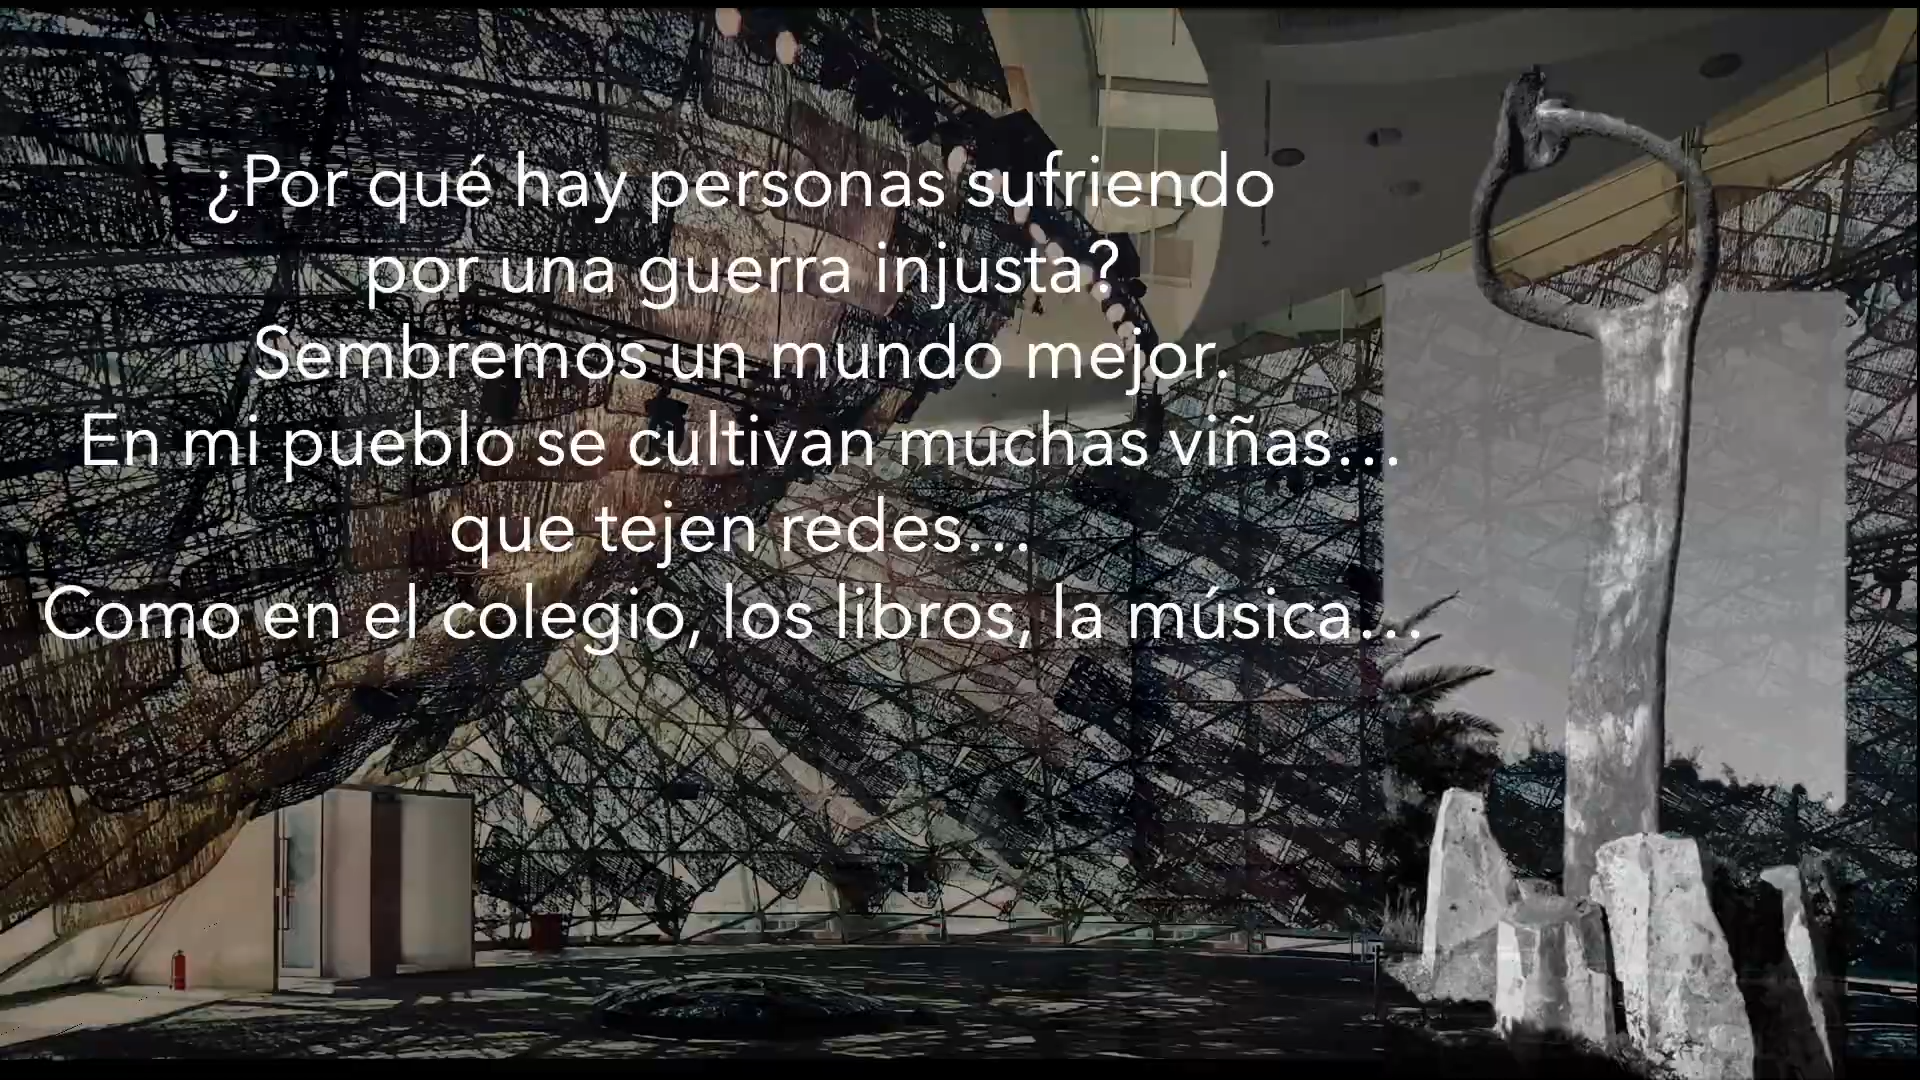 ¿Por qué hay personas sufriendo
por una guerra injusta?
Sembremos un mundo mejor.
En mi pueblo se cultivan muchas viñas...
que tejen redes...
Como en el colegio, los libros, la música...